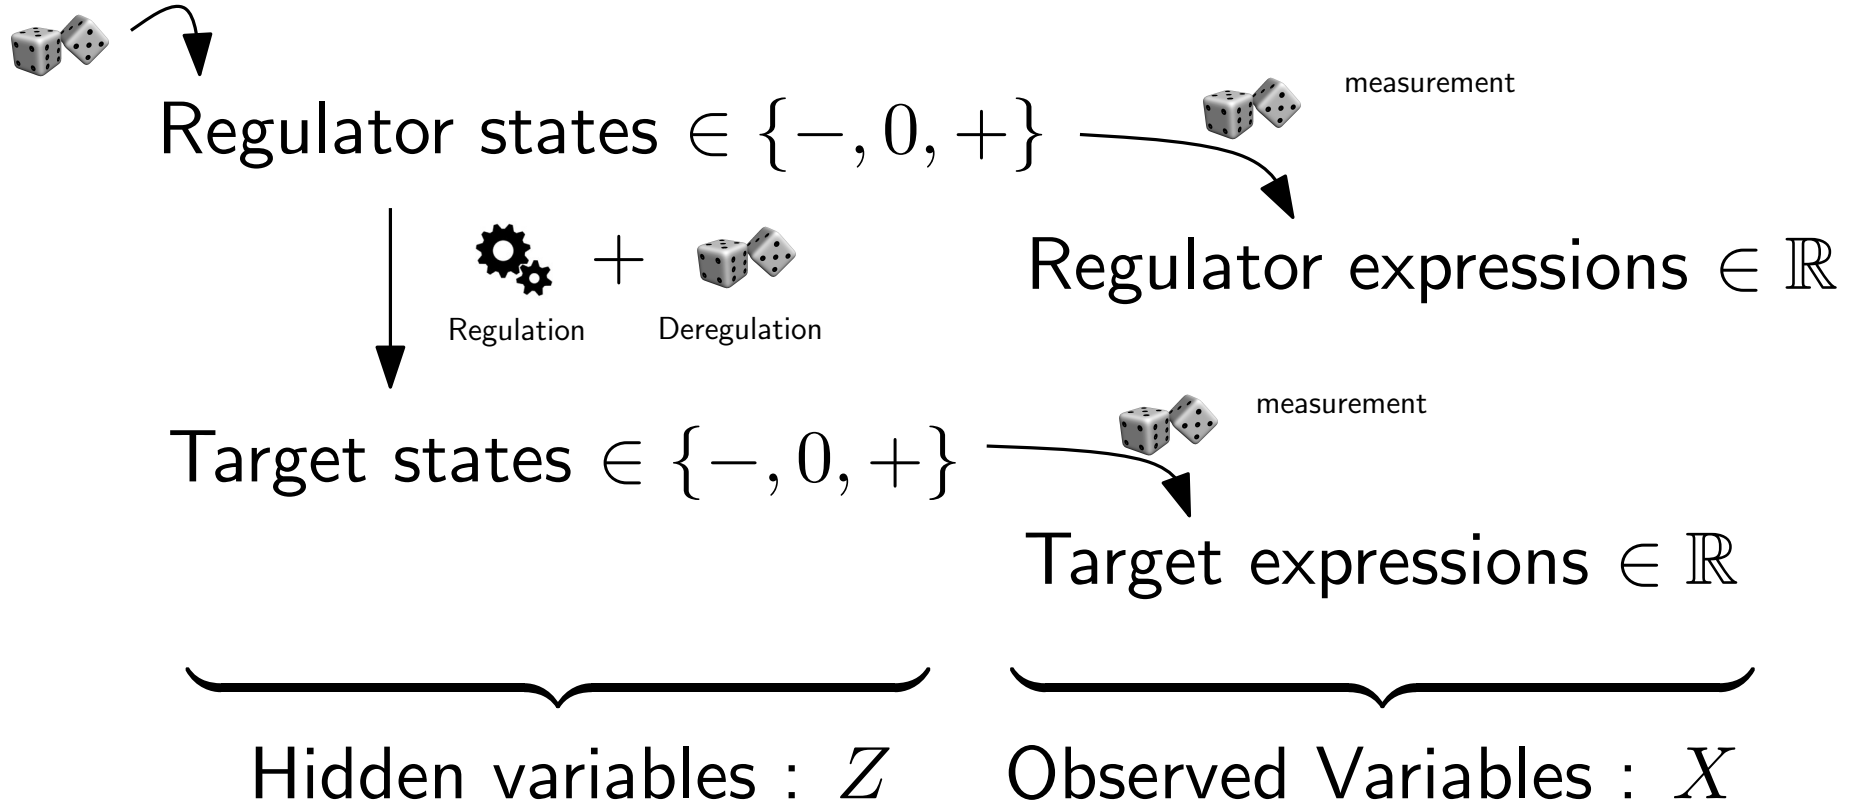 measurement
Regulator states ∈ {−, 0, +}
Regulator expressions ∈ ℝ
+
Regulation
Deregulation
measurement
Target states ∈ {−, 0, +}
Target expressions ∈ ℝ
Hidden variables : Z
Observed Variables : X